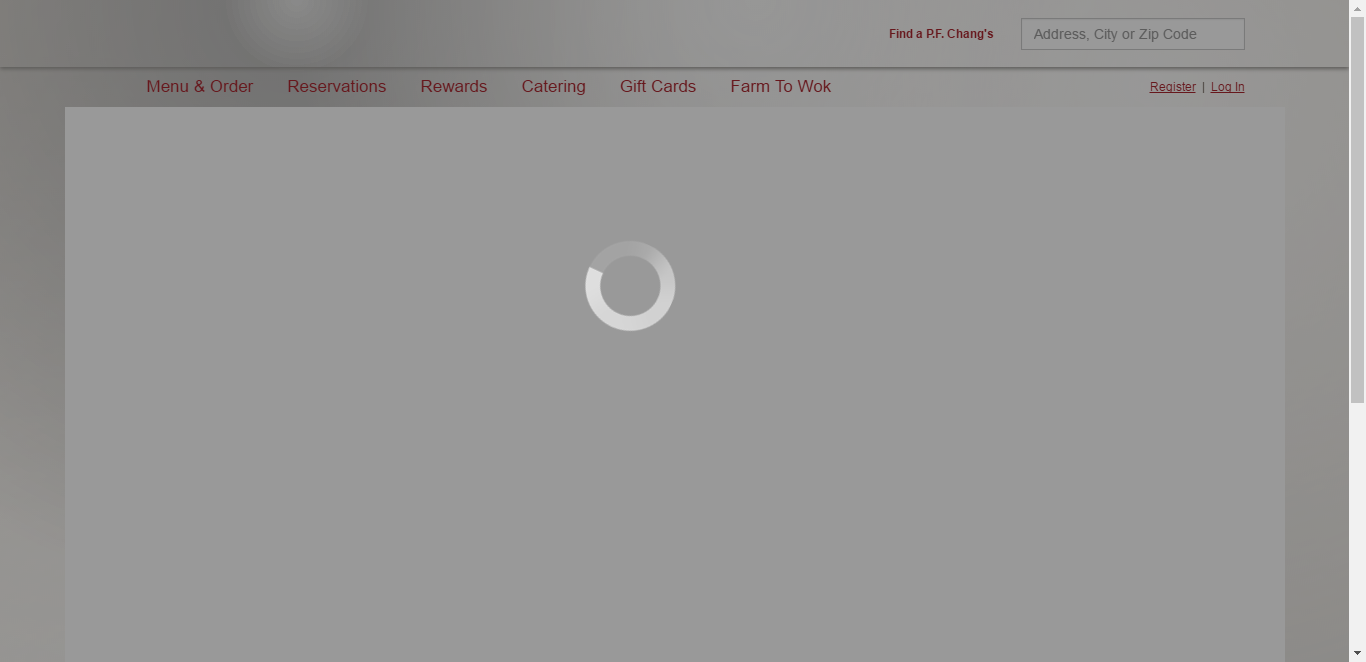 Find a P.F. Chang's
Address, City or Zip Code
Menu & Order Reservations Rewards Catering Gift Cards Farm To Wok
Register | Log In